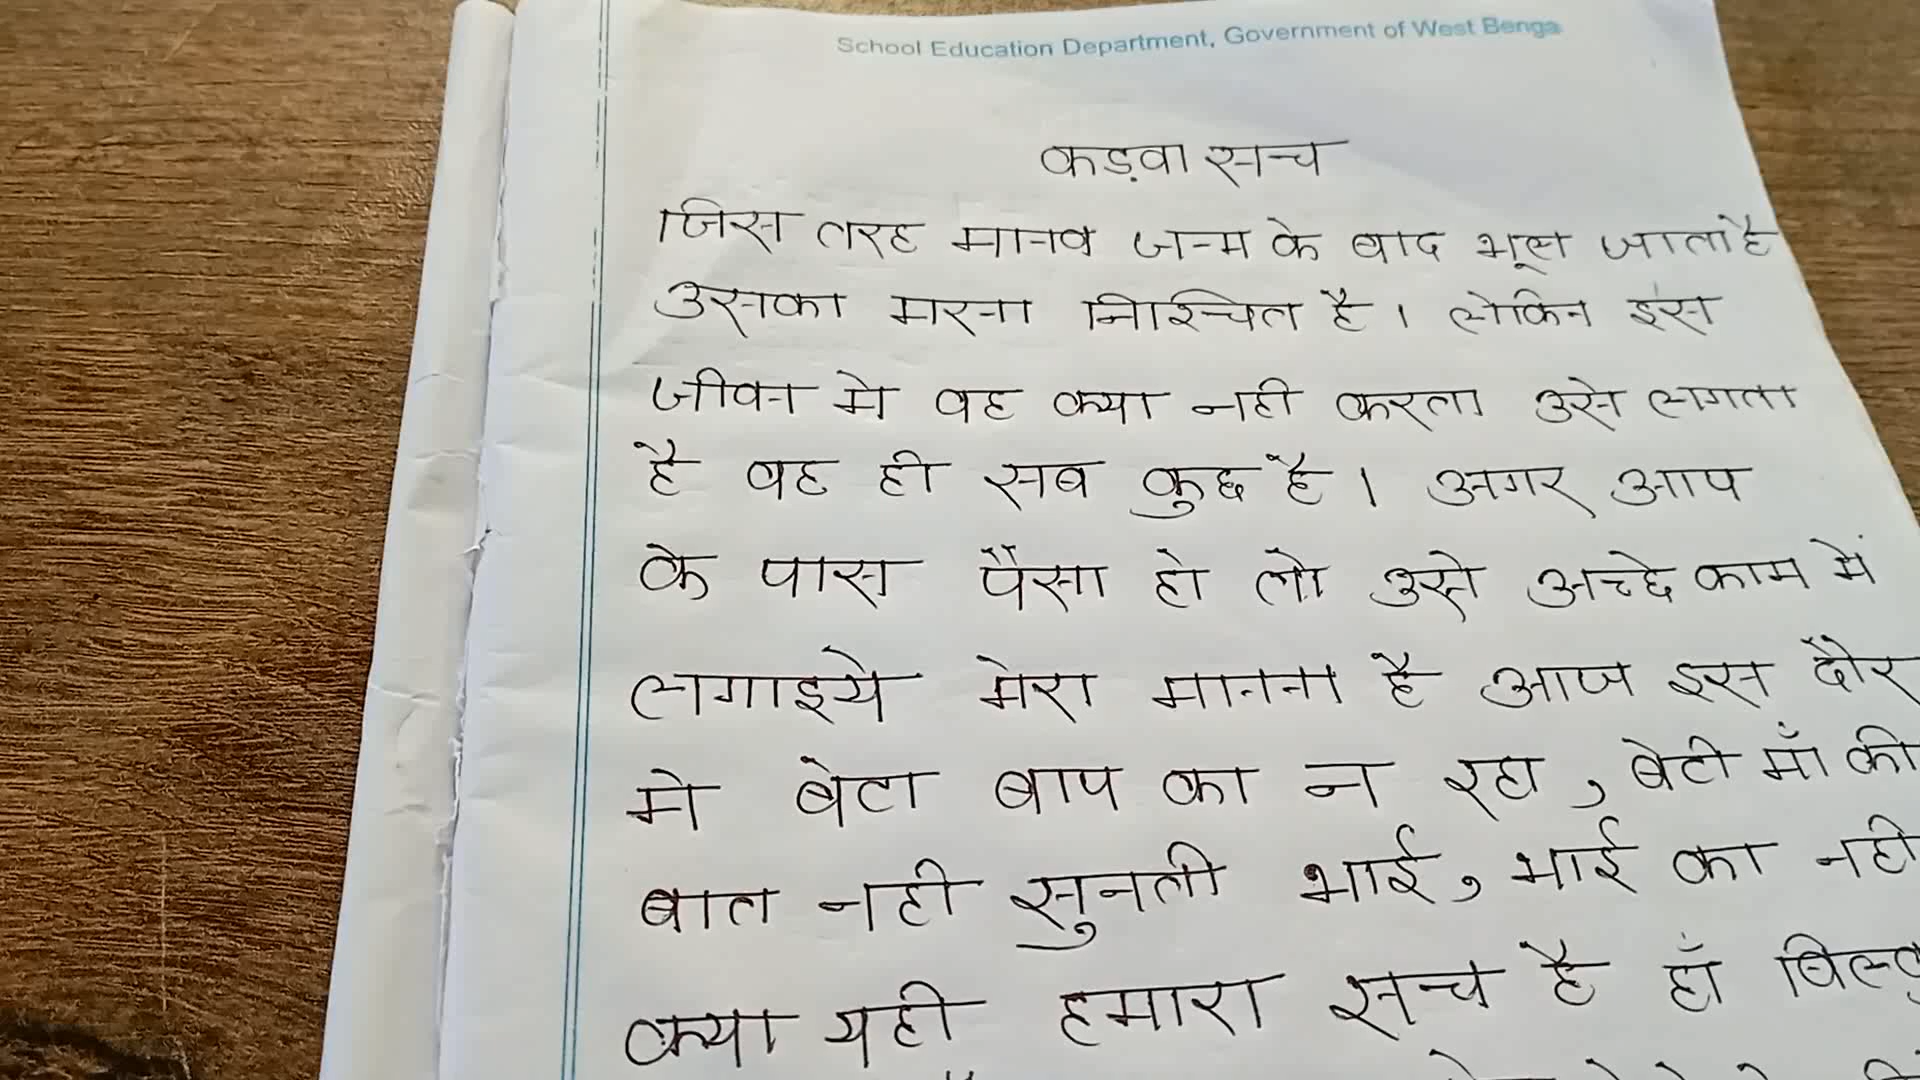 School Education Department, Government of West Benga
कड़वा सच
जिस तरह मानव जन्म के बाद भूल जाता है
उसका मरना निश्चित है । लेकिन इस
जीवन मे वह क्या नही करता उसे लगता
है वह ही सब कुछ है । अगर आप
के पास पैसा हो तो उसे अच्छे काम में
लगाइये मेरा मानना है आज इस दौर
मे बेटा बाप का न रहा, बेटी माँ की
बात नही सुनती भाई, भाई का नही
क्या यही हमारा सच है हाँ